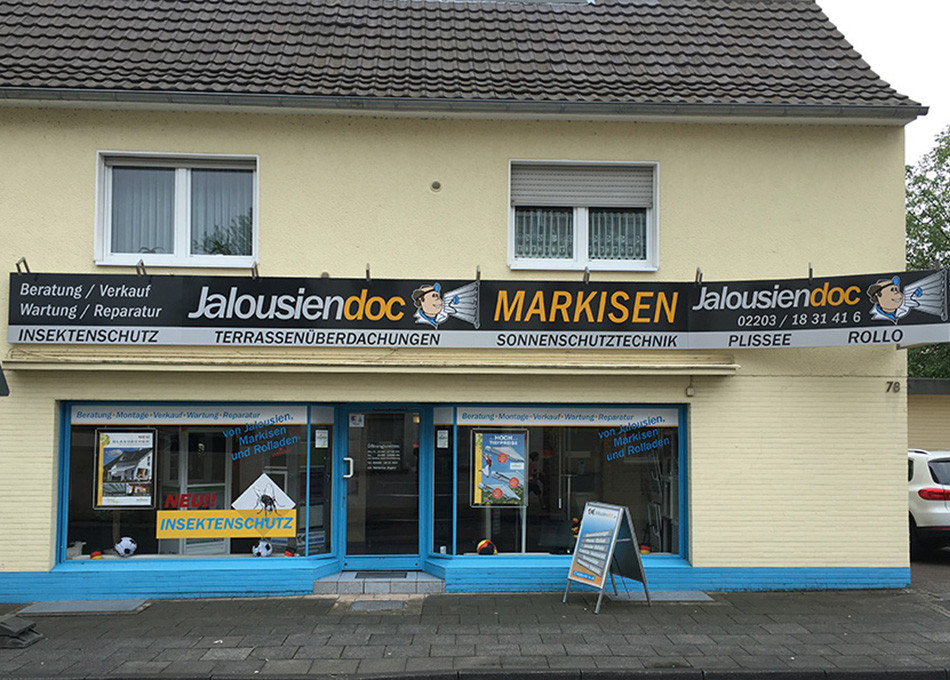 Beratung / Verkauf
Wartung / Reparatur
Jalousiendoc
MARKISEN
Jalousiendoc
02203 / 18 31 41 6
INSEKTENSCHUTZ
TERRASSENÜBERDACHUNGEN
SONNENSCHUTZTECHNIK
PLISSEE
ROLLO
78
Beratung·Montage·Verkauf·Wartung·Reparatur
von Jalousien,
Markisen
und Rolladen
NEU!!
INSEKTENSCHUTZ
Öffnungszeiten
Beratung·Montage·Verkauf·Wartung·Reparatur
von Jalousien,
Markisen
und Rolladen
HOCH